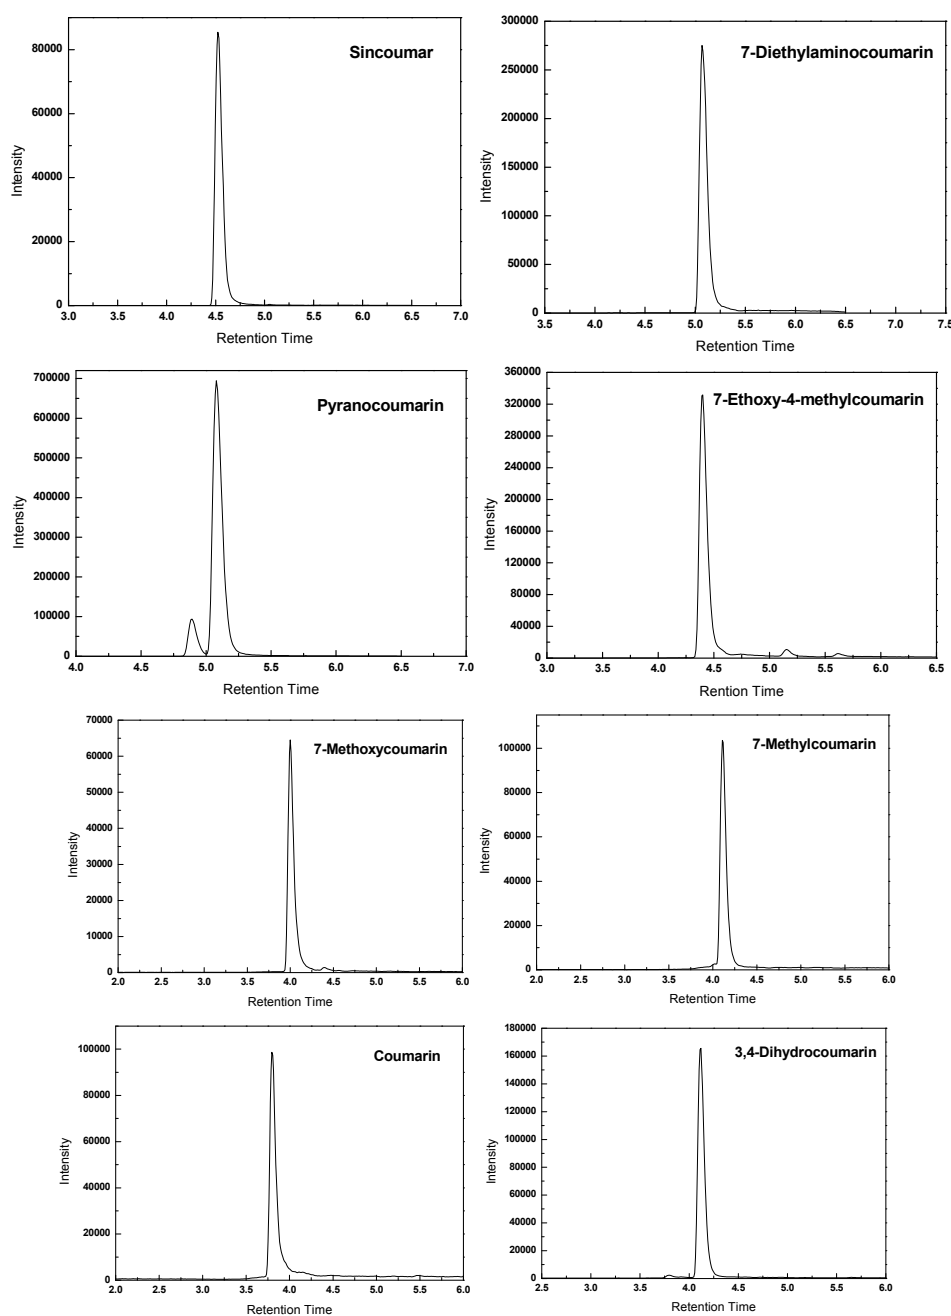 Sincoumar
80000
60000
40000
20000
0
Intensity
3.0 3.5 4.0 4.5 5.0 5.5 6.0 6.5 7.0
Retention Time
7-Diethylaminocoumarin
300000
275000
250000
200000
150000
100000
50000
0
Intensity
3.5 4.0 4.5 5.0 5.5 6.0 6.5 7.0 7.5
Retention Time
Pyranocoumarin
700000
600000
500000
400000
300000
200000
100000
0
Intensity
4.0 4.5 5.0 5.5 6.0 6.5 7.0
Retention Time
7-Ethoxy-4-methylcoumarin
360000
320000
280000
240000
200000
160000
120000
80000
40000
0
Intensity
3.0 3.5 4.0 4.5 5.0 5.5 6.0 6.5
Rention Time
7-Methoxycoumarin
70000
60000
50000
40000
30000
20000
10000
0
Intensity
2.0 2.5 3.0 3.5 4.0 4.5 5.0 5.5 6.0
Retention Time
7-Methylcoumarin
100000
80000
60000
40000
20000
0
Intensity
2.0 2.5 3.0 3.5 4.0 4.5 5.0 5.5 6.0
Retention Time
Coumarin
100000
80000
60000
40000
20000
0
Intensity
2.0 2.5 3.0 3.5 4.0 4.5 5.0 5.5 6.0
Retention Time
3,4-Dihydrocoumarin
180000
160000
140000
120000
100000
80000
60000
40000
20000
0
Intensity
2.5 3.0 3.5 4.0 4.5 5.0 5.5 6.0
Retention Time